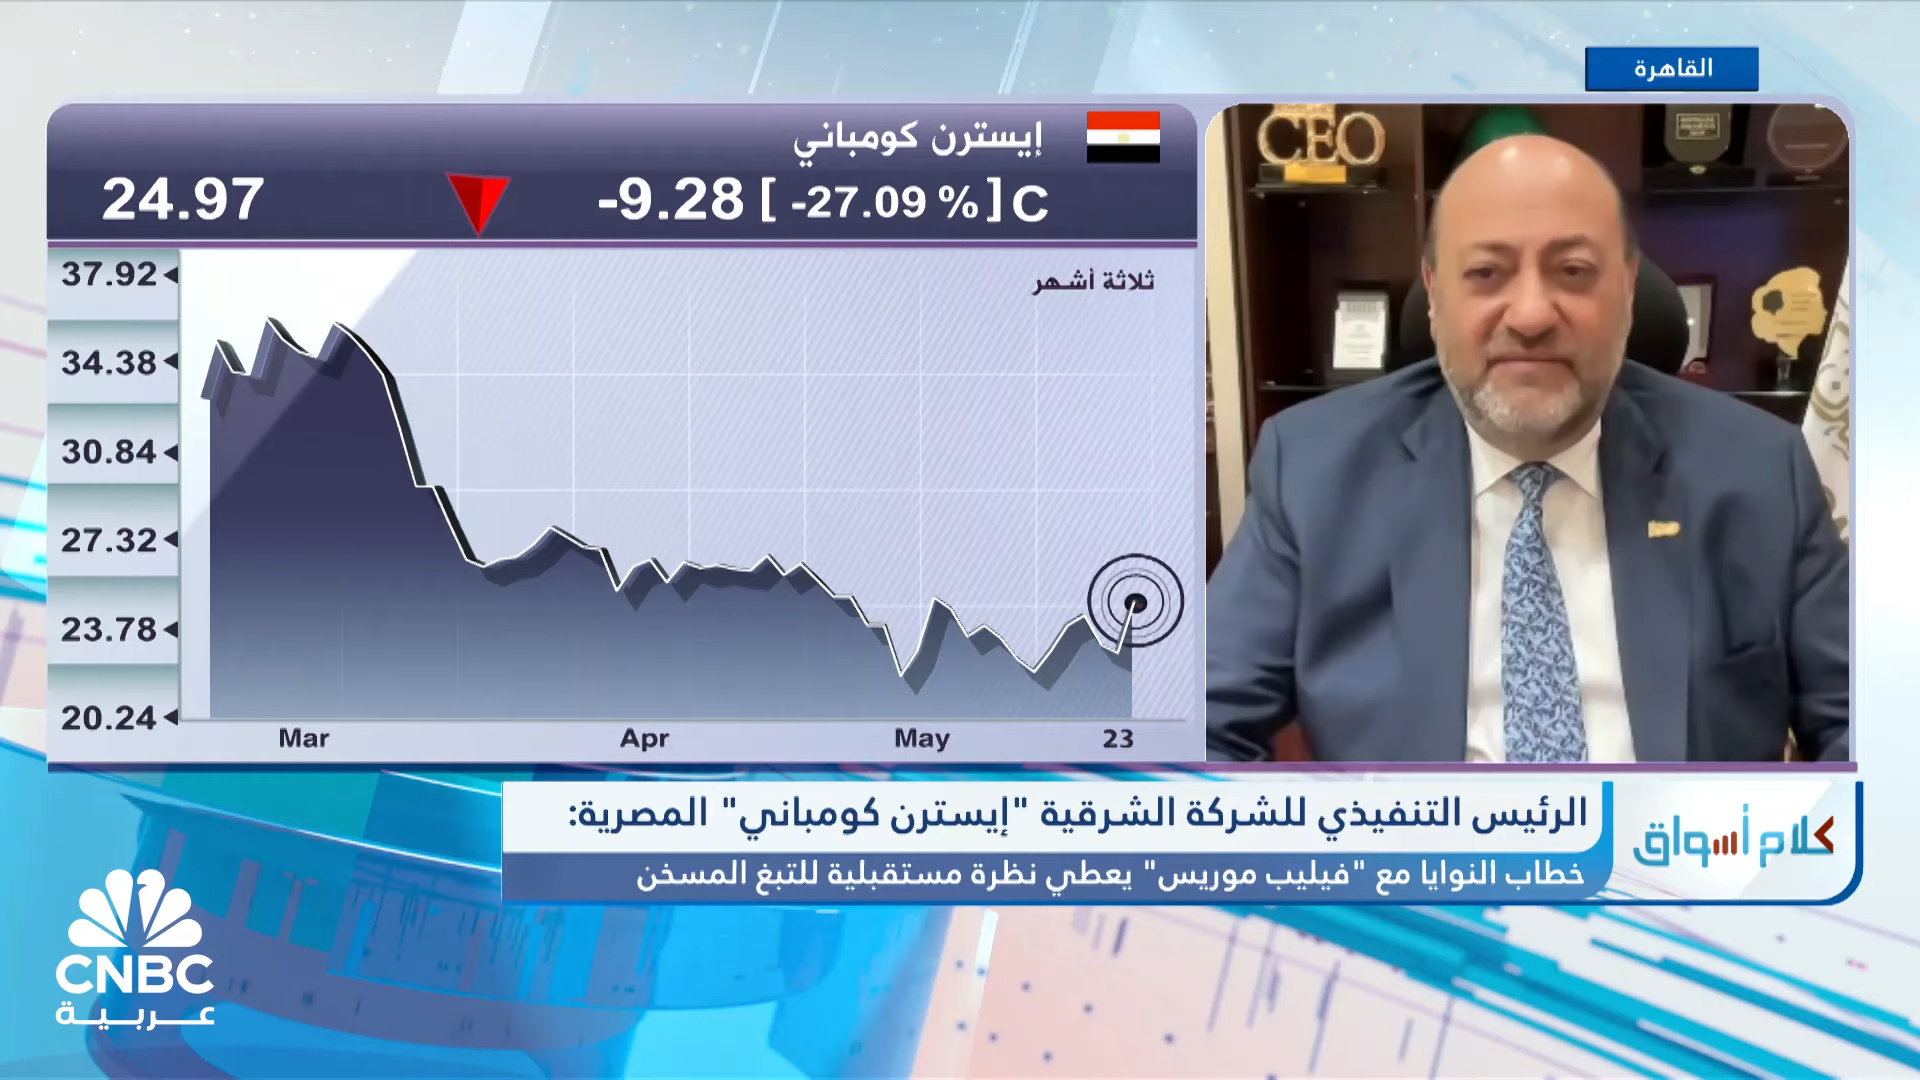 القاهرة
إيسترن كومباني
24.97
-9.28 [ -27.09 % ] C
ثلاثة أشهر
37.92
34.38
30.84
27.32
23.78
20.24
Mar Apr May 23
CEO
الرئيس التنفيذي للشركة الشرقية "إيسترن كومباني" المصرية:
خطاب النوايا مع "فيليب موريس" يعطي نظرة مستقبلية للتبغ المسخن
كلام أسواق
CNBC
عربية